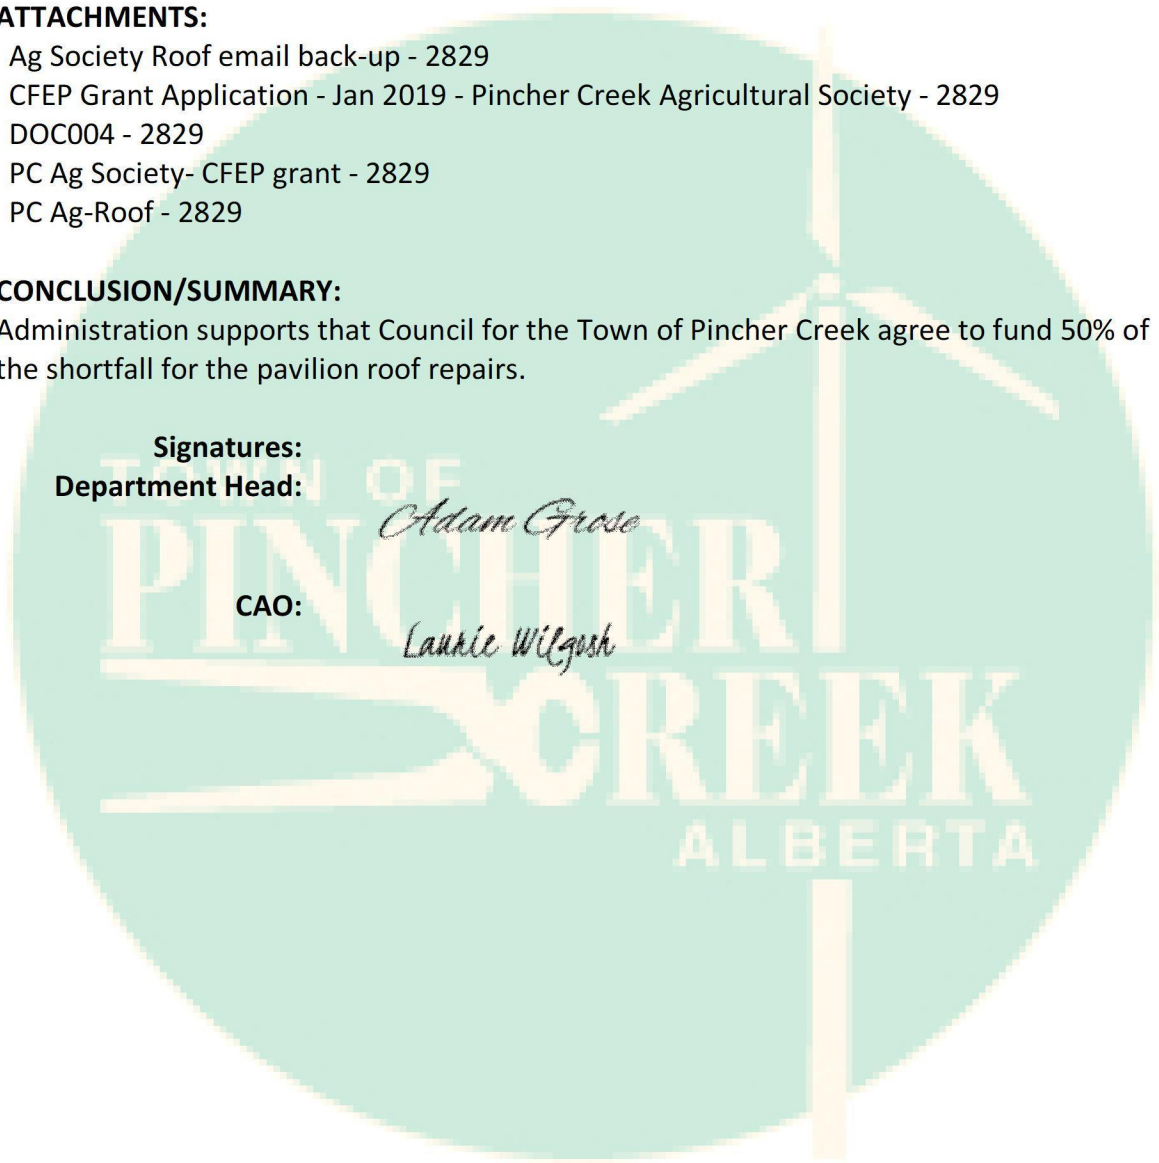 ATTACHMENTS:
Ag Society Roof email back-up - 2829
CFEP Grant Application - Jan 2019 - Pincher Creek Agricultural Society - 2829
DOC004 - 2829
PC Ag Society- CFEP grant - 2829
PC Ag-Roof - 2829
CONCLUSION/SUMMARY:
Administration supports that Council for the Town of Pincher Creek agree to fund 50% of
the shortfall for the pavilion roof repairs.
Signatures:
Department Head:
Adam Grose
CAO:
Laurie Wilgosh
TOWN OF
PINCHER
CREEK
ALBERTA